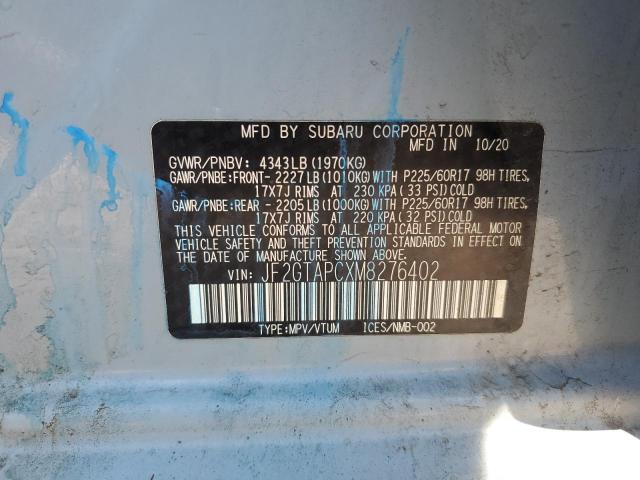 MFD BY SUBARU CORPORATION
MFD IN 10/20
GVWR/PNBV: 4343LB(1970KG)
GAWR/PNBE:FRONT- 2227LB(1010KG)WITH P225/60R17 98H TIRES,
17X7J RIMS AT 230 KPA(33 PSI)COLD
GAWR/PNBE:REAR - 2205LB(1000KG)WITH P225/60R17 98H TIRES,
17X7J RIMS AT 220 KPA(32 PSI)COLD
THIS VEHICLE CONFORMS TO ALL APPLICABLE FEDERAL MOTOR
VEHICLE SAFETY AND THEFT PREVENTION STANDARDS IN EFFECT ON
THE DATE OF MANUFACTURE SHOWN ABOVE.
VIN: JF2GTAPCXM8276402
TYPE:MPV/VTUM ICES/NMB-002